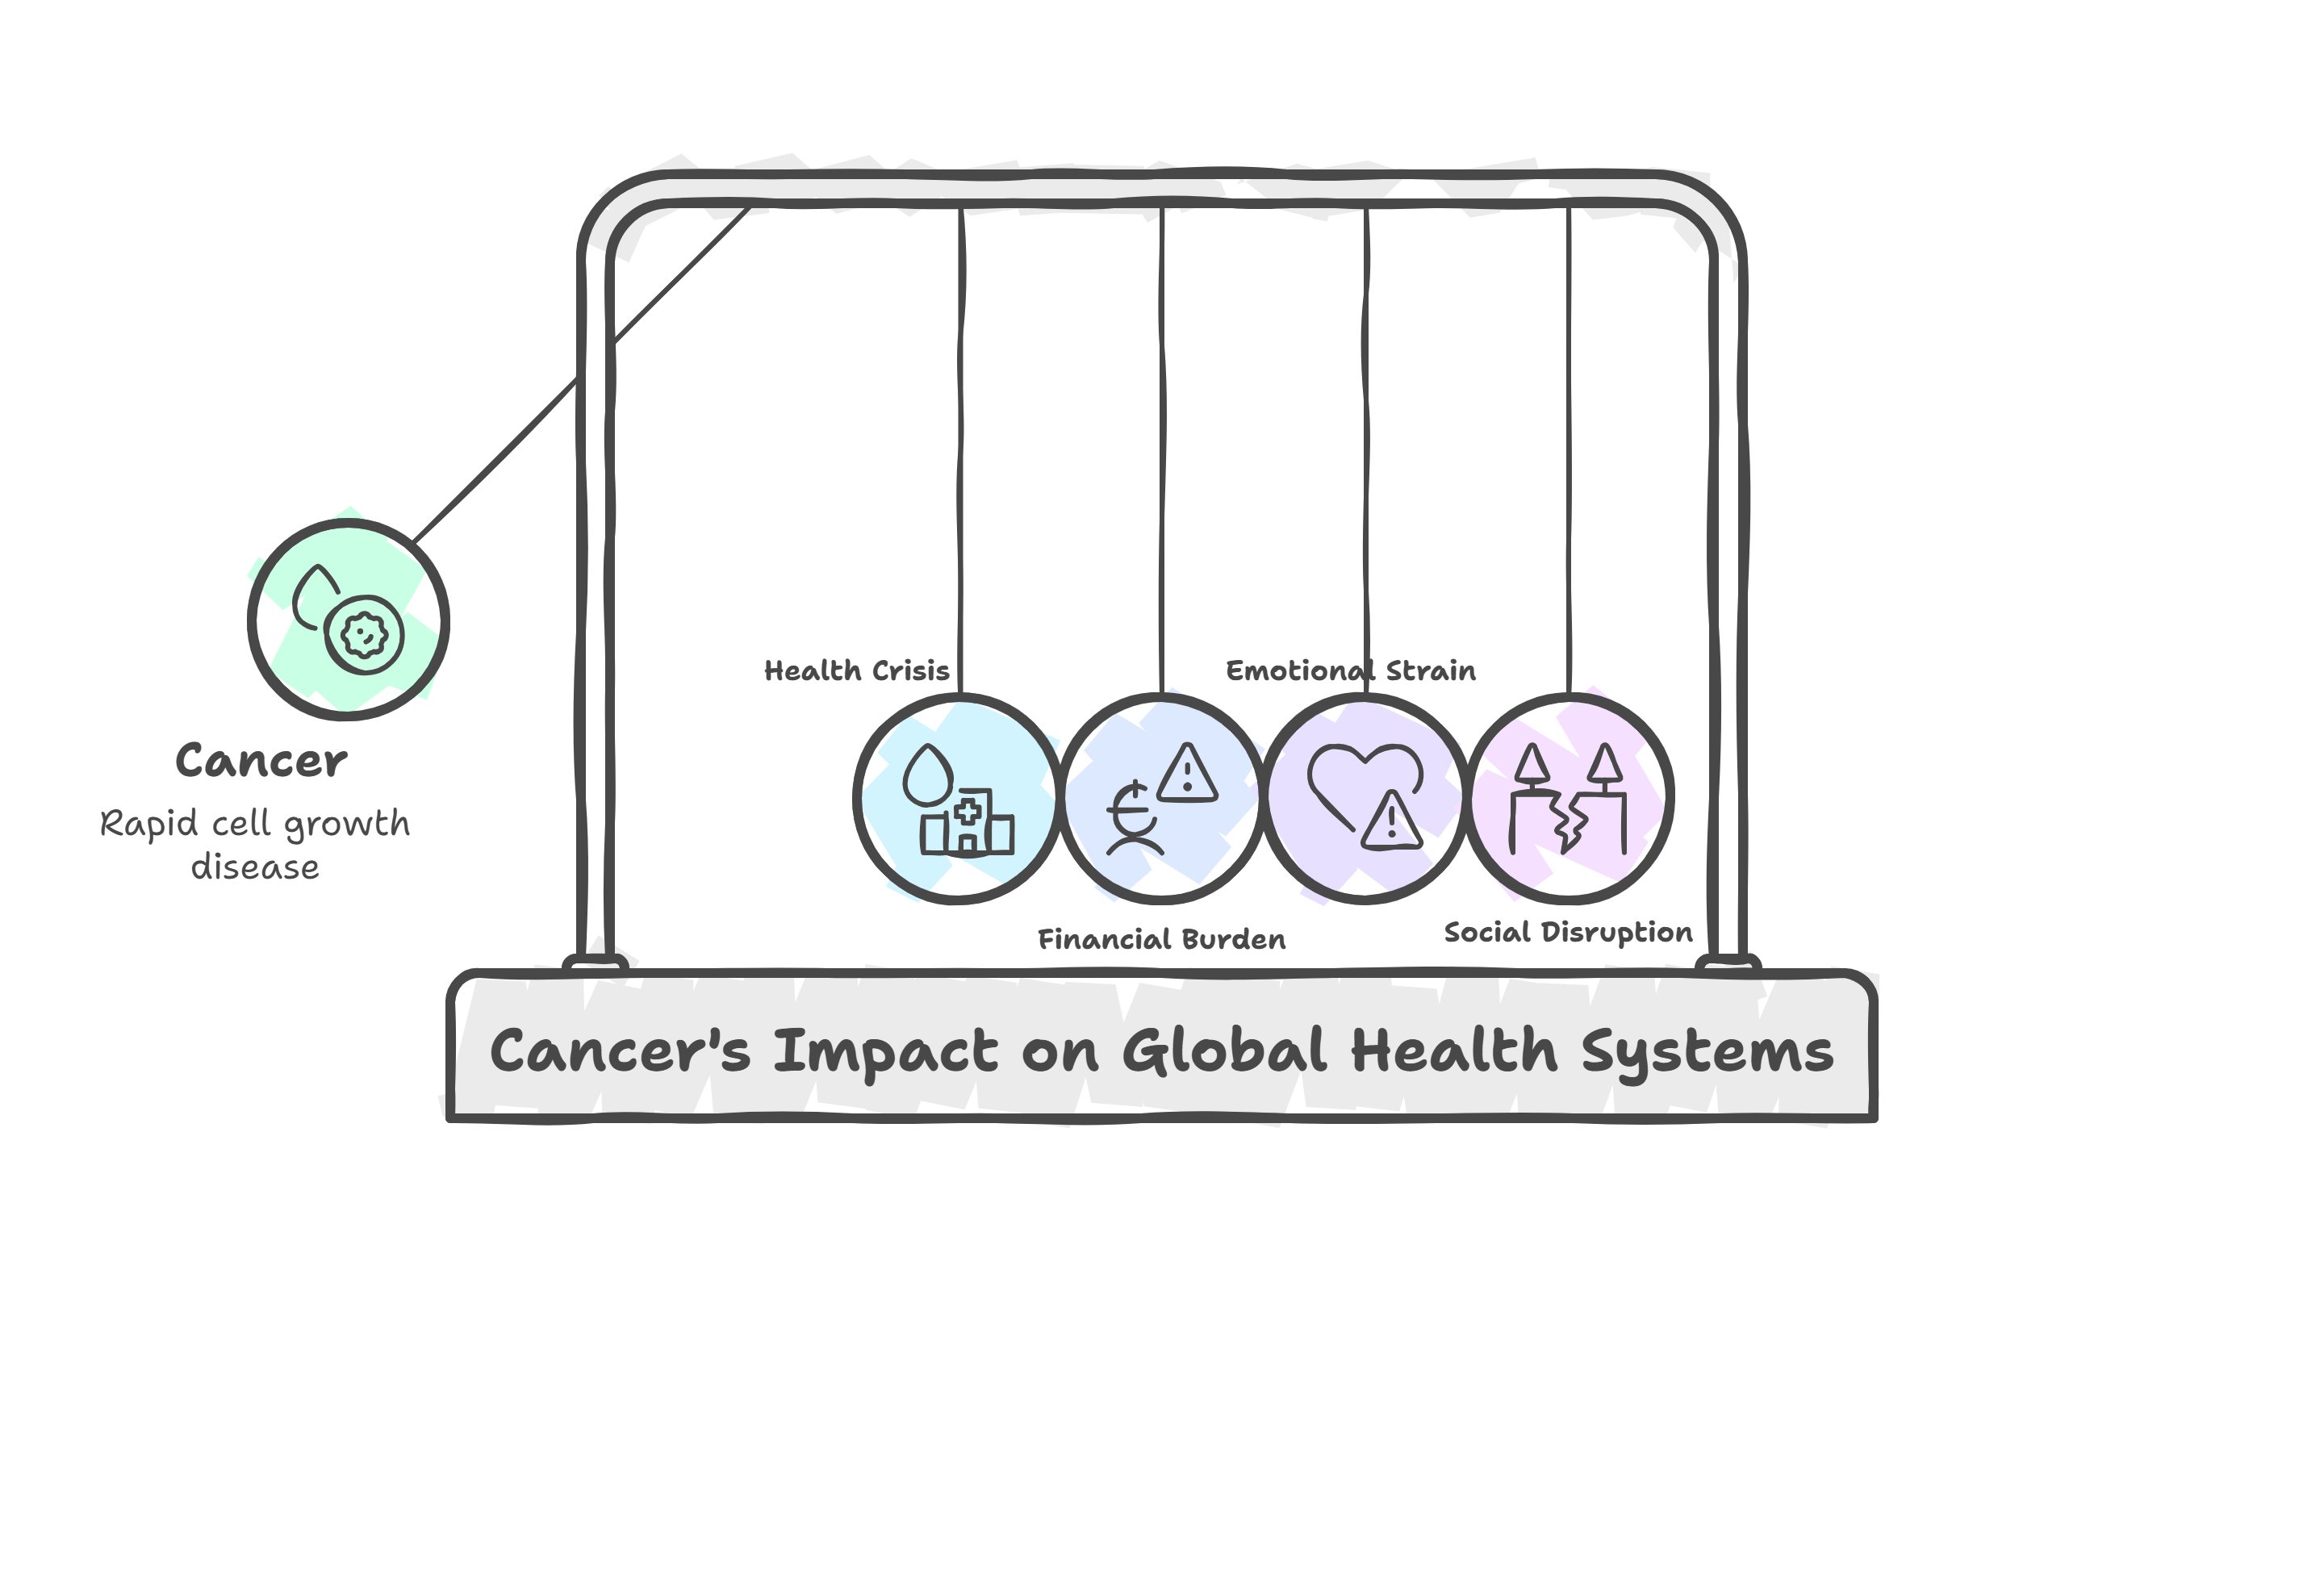 Health Crisis
Emotional Strain
Cancer
Rapid cell growth
disease
Financial Burden
Social Disruption
Cancer's Impact on Global Health Systems